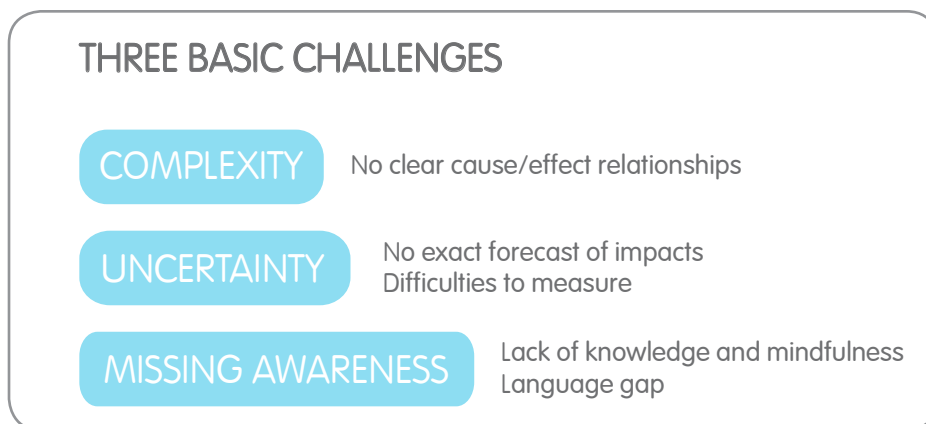 THREE BASIC CHALLENGES
COMPLEXITY
No clear cause/effect relationships
UNCERTAINTY
No exact forecast of impacts
Difficulties to measure
MISSING AWARENESS
Lack of knowledge and mindfulness
Language gap